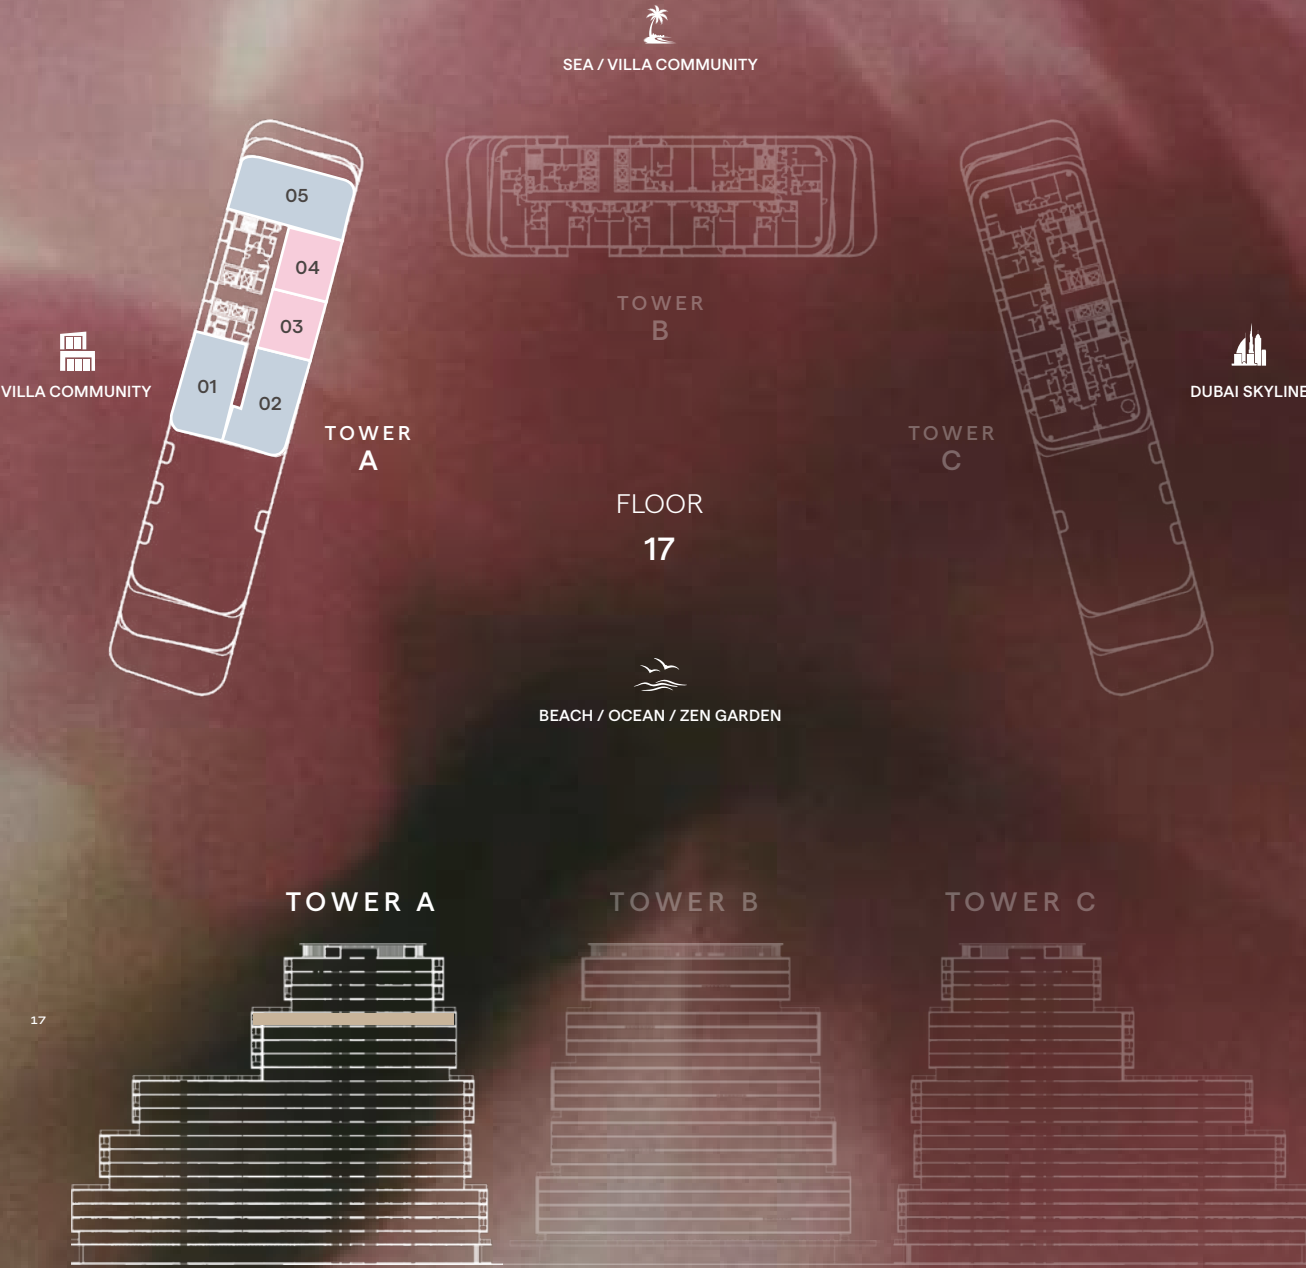 SEA / VILLA COMMUNITY
05
04
03
01
02
VILLA COMMUNITY
TOWER
A
TOWER
B
TOWER
C
DUBAI SKYLINE
FLOOR
17
BEACH / OCEAN / ZEN GARDEN
TOWER A
TOWER B
TOWER C
17